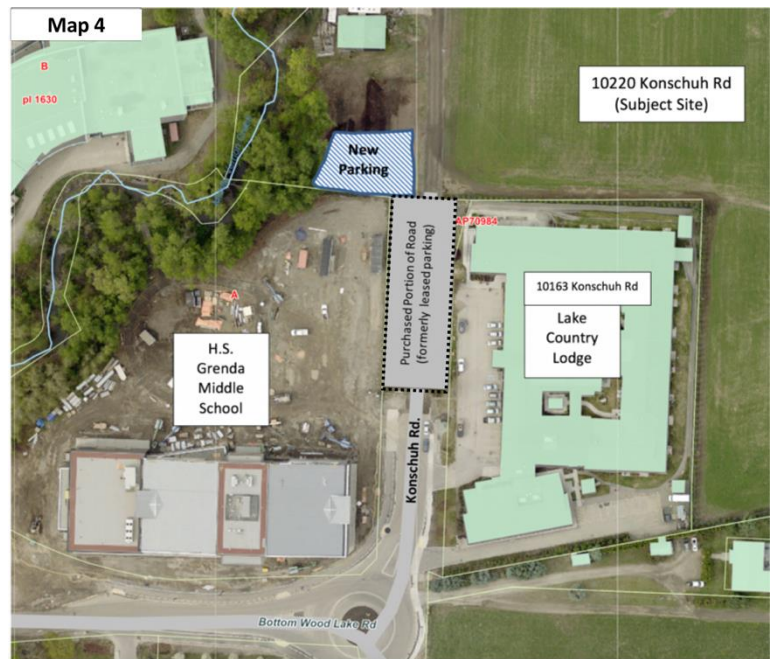 Map 4
B
pl 1630
10220 Konschuh Rd
(Subject Site)
New
Parking
AP70984
Purchased Portion of Road
(formerly leased parking)
10163 Konschuh Rd
Lake
Country
Lodge
A
H.S.
Grenda
Middle
School
Konschuh Rd.
Bottom Wood Lake Rd